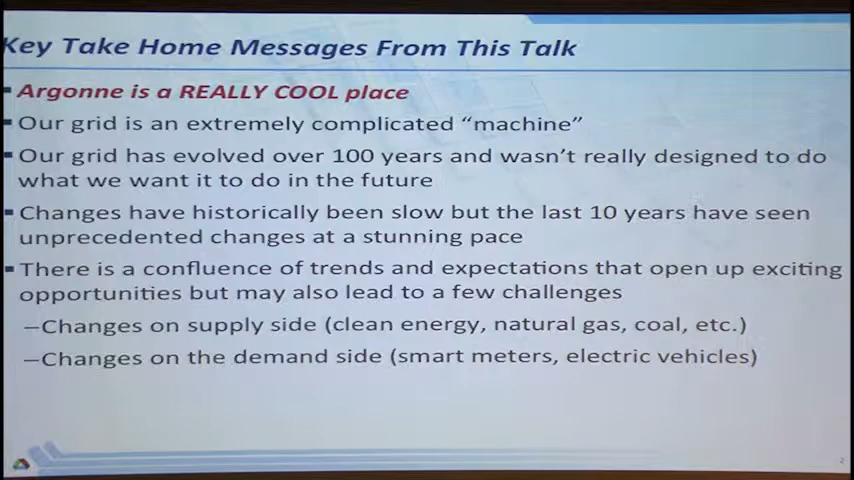 Key Take Home Messages From This Talk
▪ Argonne is a REALLY COOL place
▪ Our grid is an extremely complicated “machine”
▪ Our grid has evolved over 100 years and wasn’t really designed to do
what we want it to do in the future
▪ Changes have historically been slow but the last 10 years have seen
unprecedented changes at a stunning pace
▪ There is a confluence of trends and expectations that open up exciting
opportunities but may also lead to a few challenges
–Changes on supply side (clean energy, natural gas, coal, etc.)
–Changes on the demand side (smart meters, electric vehicles)
2